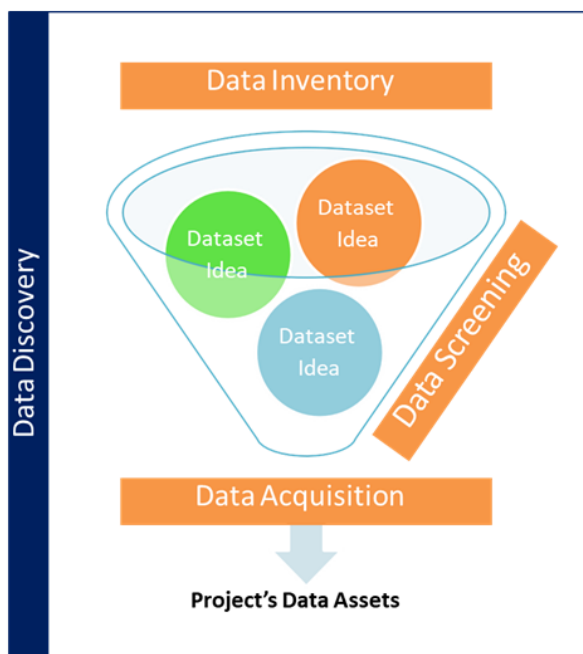 Data Inventory
Dataset
Idea
Dataset
Idea
Dataset
Idea
Data Screening
Data Discovery
Data Acquisition
Project's Data Assets